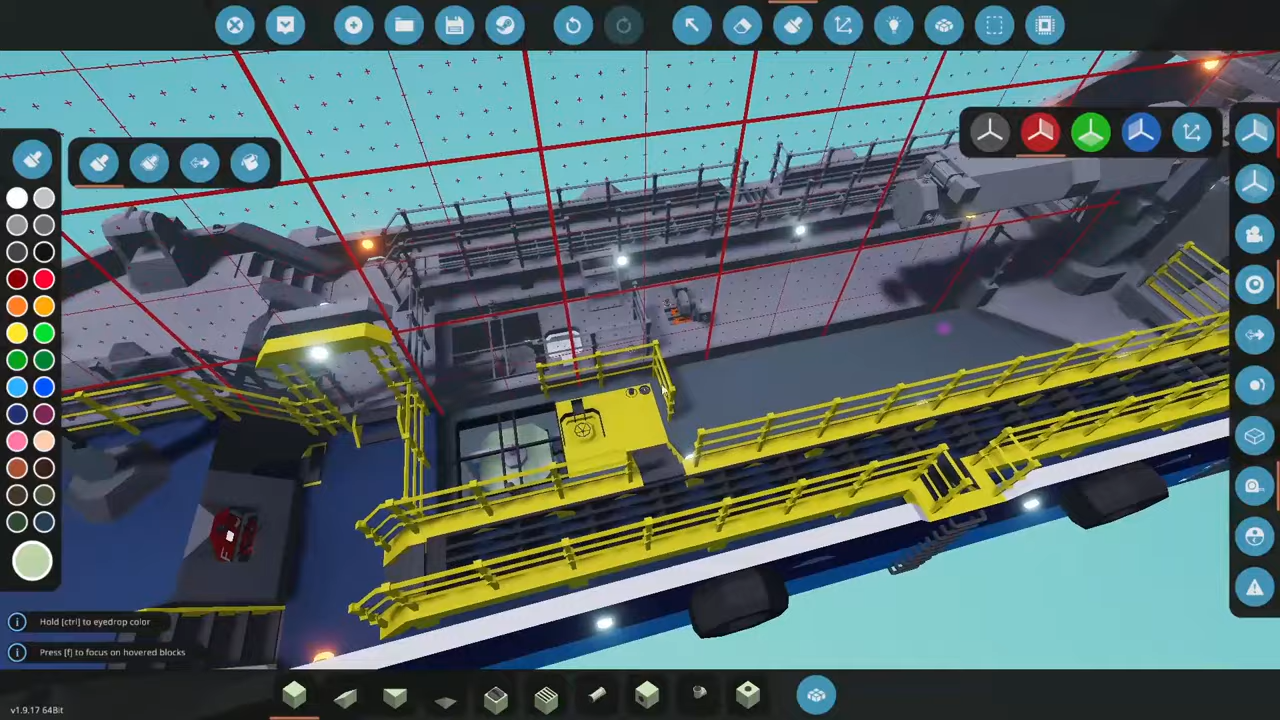 Hold [ctrl] to eyedrop color
Press [f] to focus on hovered blocks
v1.9.17 64Bit